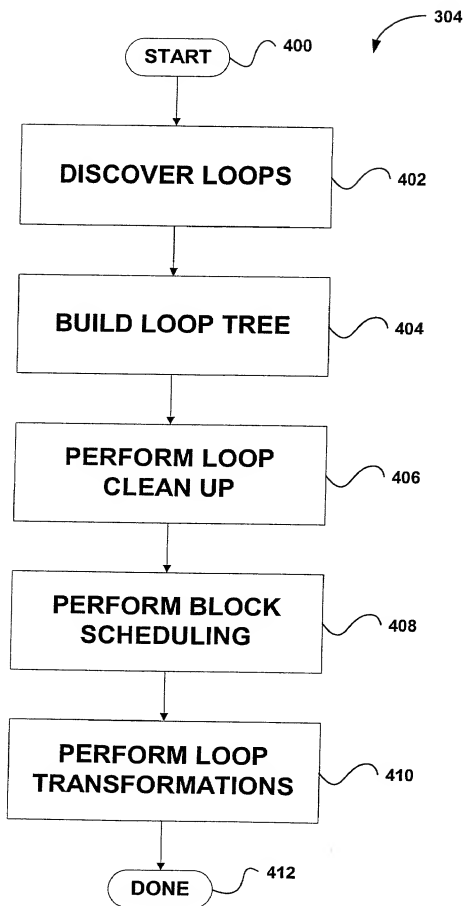 304
START
400
DISCOVER LOOPS
402
BUILD LOOP TREE
404
PERFORM LOOP
CLEAN UP
406
PERFORM BLOCK
SCHEDULING
408
PERFORM LOOP
TRANSFORMATIONS
410
DONE
412